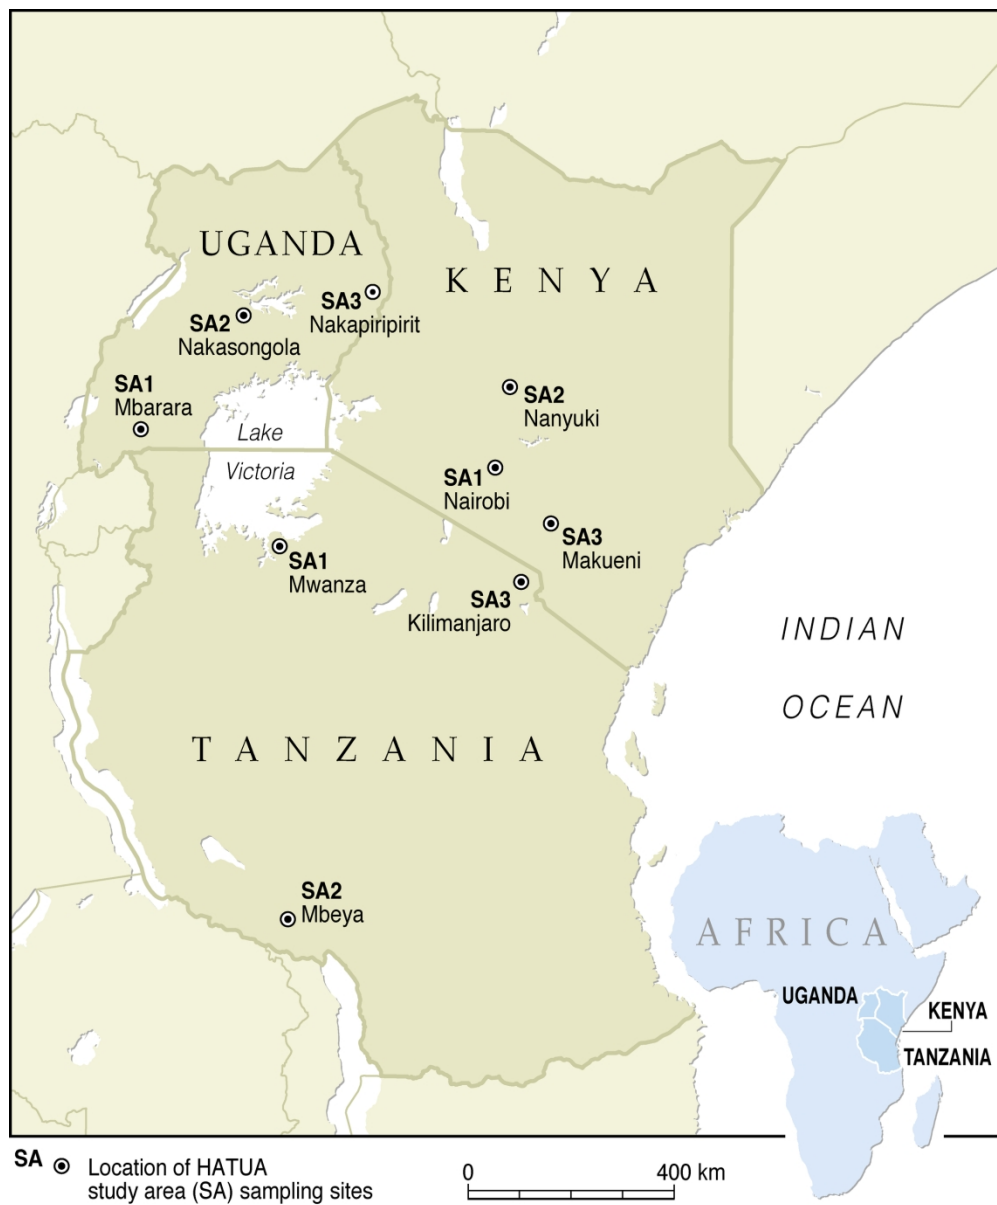 UGANDA
KENYA
SA3
Nakapiripirit
SA2
Nakasongola
SA1
Mbarara
SA2
Nanyuki
Lake
Victoria
SA1
Nairobi
SA3
Makueni
SA1
Mwanza
SA3
Kilimanjaro
INDIAN
OCEAN
TANZANIA
SA2
Mbeya
AFRICA
UGANDA
KENYA
TANZANIA
SA Location of HATUA
study area (SA) sampling sites
0 400 km